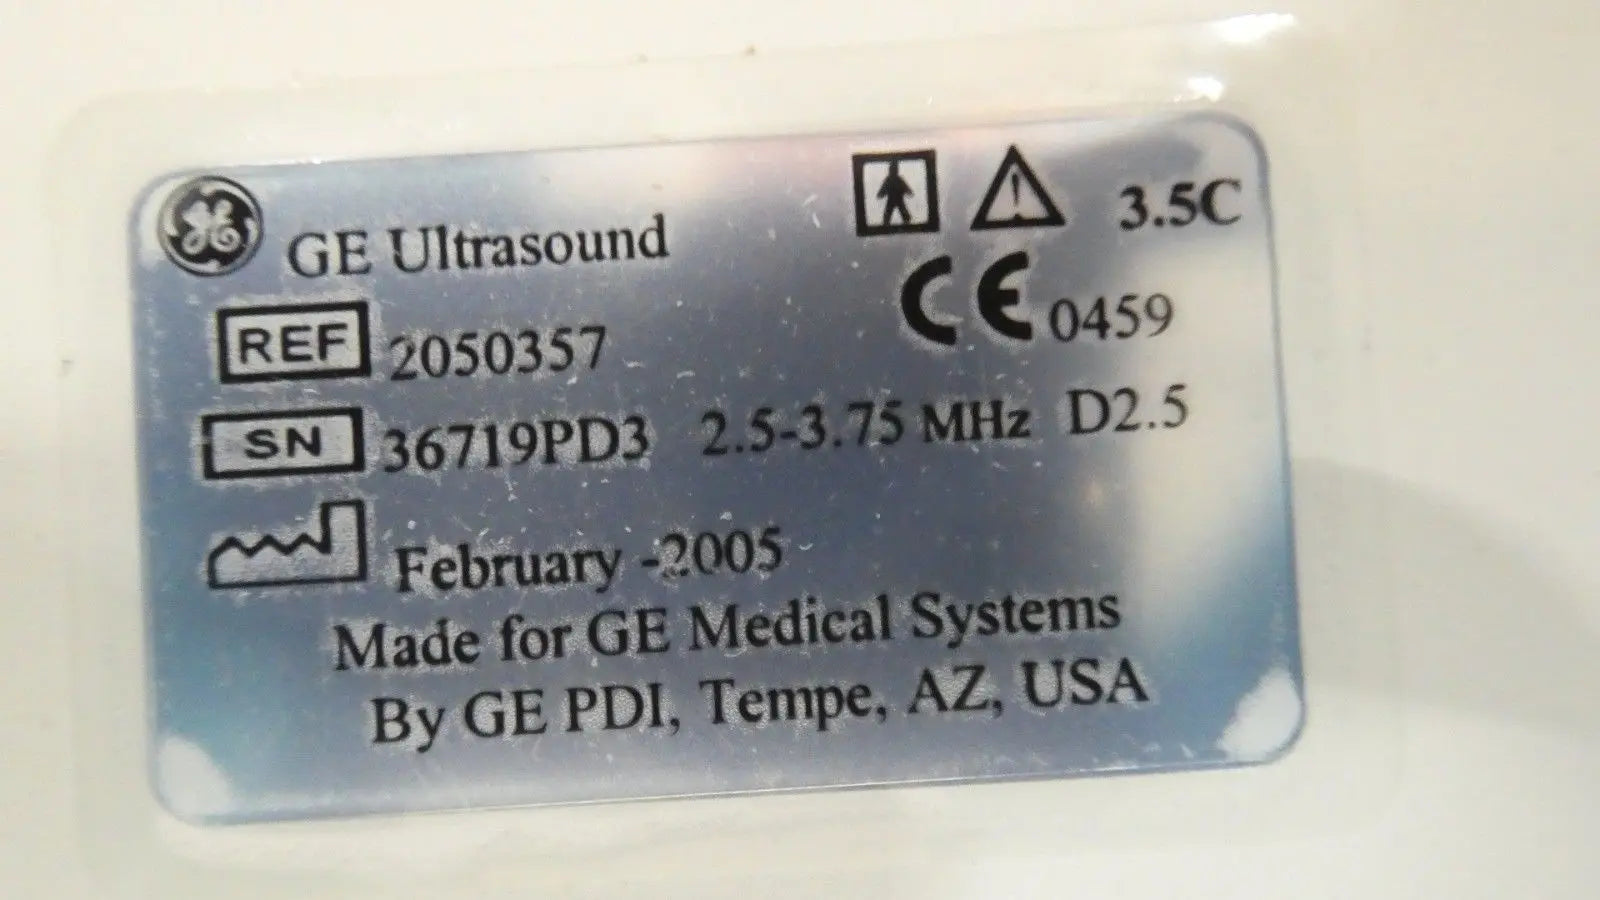 GE Ultrasound 3.5C
REF 2050357 CE 0459
SN 36719PD3 2.5-3.75 MHz D2.5
February -2005
Made for GE Medical Systems
By GE PDI, Tempe, AZ, USA